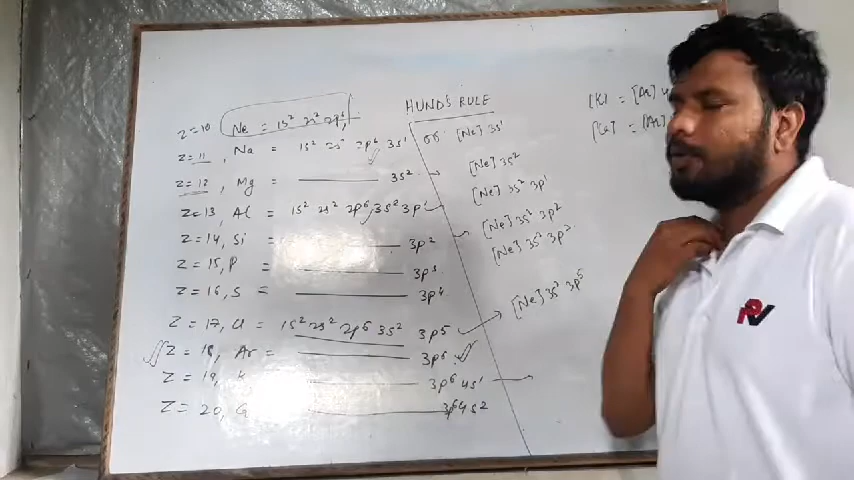 HUND'S RULE
Z=10 Ne = 1s² 2s² 2p⁶,
Z=11, Na = 1s² 2s² 2p⁶ 3s¹
Z=12, Mg = ——— 3s²
Z=13, Al = 1s² 2s² 2p⁶ 3s² 3p¹
Z=14, Si = ——— 3p²
Z=15, P = ——— 3p³
Z=16, S = ——— 3p⁴
Z=17, Cl = 1s² 2s² 2p⁶ 3s² 3p⁵
Z=18, Ar = ——— 3p⁶
Z=19, K ——— 3p⁶ 4s¹
Z=20, ——— 3p⁶ 4s²
or [Ne] 3s¹
[Ne] 3s²
[Ne] 3s² 3p¹
[Ne] 3s² 3p²
[Ne] 3s² 3p³
[Ne] 3s² 3p⁵
[K] = [Ar]
= [Ar]